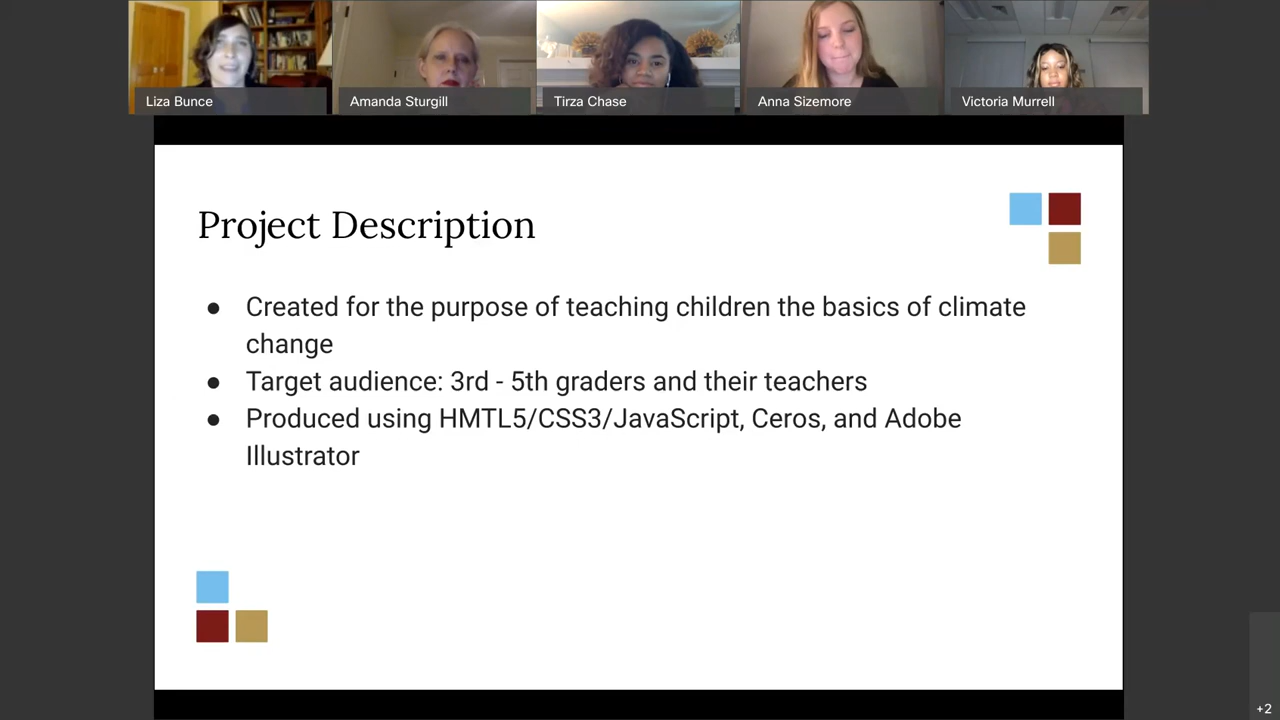 Liza Bunce
Amanda Sturgill
Tirza Chase
Anna Sizemore
Victoria Murrell
Project Description
● Created for the purpose of teaching children the basics of climate
change
● Target audience: 3rd - 5th graders and their teachers
● Produced using HMTL5/CSS3/JavaScript, Ceros, and Adobe
Illustrator
+2